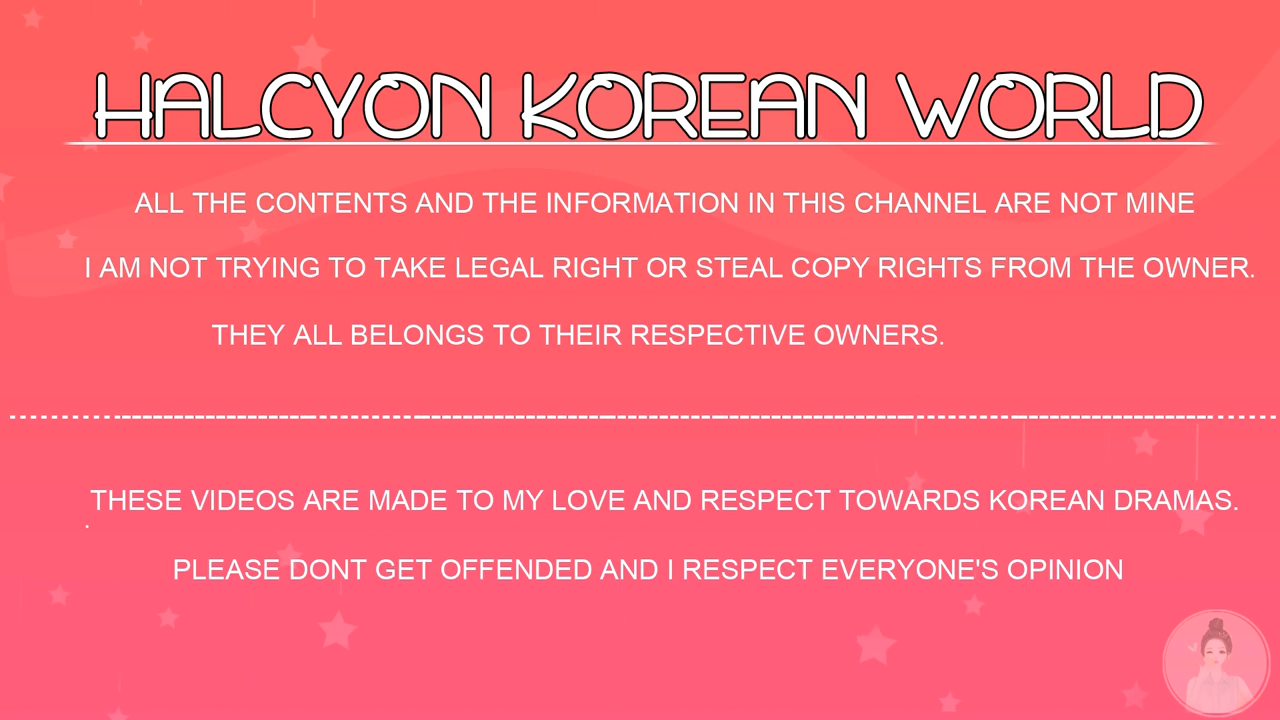 HALCYON KOREAN WORLD
ALL THE CONTENTS AND THE INFORMATION IN THIS CHANNEL ARE NOT MINE
I AM NOT TRYING TO TAKE LEGAL RIGHT OR STEAL COPY RIGHTS FROM THE OWNER.
THEY ALL BELONGS TO THEIR RESPECTIVE OWNERS.
THESE VIDEOS ARE MADE TO MY LOVE AND RESPECT TOWARDS KOREAN DRAMAS.
.
PLEASE DONT GET OFFENDED AND I RESPECT EVERYONE'S OPINION